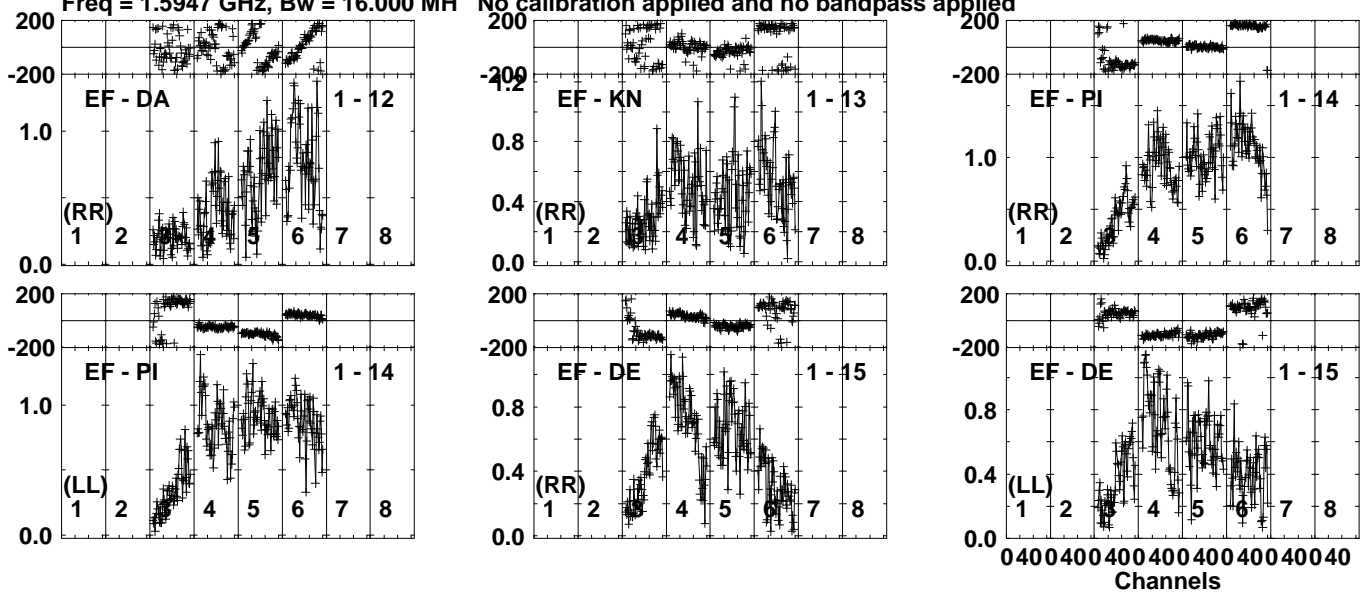 Freq = 1.5947 GHz, Bw = 16.000 MH No calibration applied and no bandpass applied
200
-200
EF - DA 1 - 12
1.0
(RR)
1 2 3 4 5 6 7 8
0.0
200
-200
1.2
EF - KN 1 - 13
0.8
0.4
(RR)
1 2 3 4 5 6 7 8
0.0
200
-200
EF - PI 1 - 14
1.0
(RR)
1 2 3 4 5 6 7 8
0.0
200
-200
EF - PI 1 - 14
1.0
(LL)
1 2 3 4 5 6 7 8
0.0
200
-200
EF - DE 1 - 15
0.8
0.4
(RR)
1 2 3 4 5 6 7 8
0.0
200
-200
EF - DE 1 - 15
0.8
0.4
(LL)
1 2 3 4 5 6 7 8
0.0
0 40 0 40 0 40 0 40 0 40 0 40 0 40 0 40
Channels